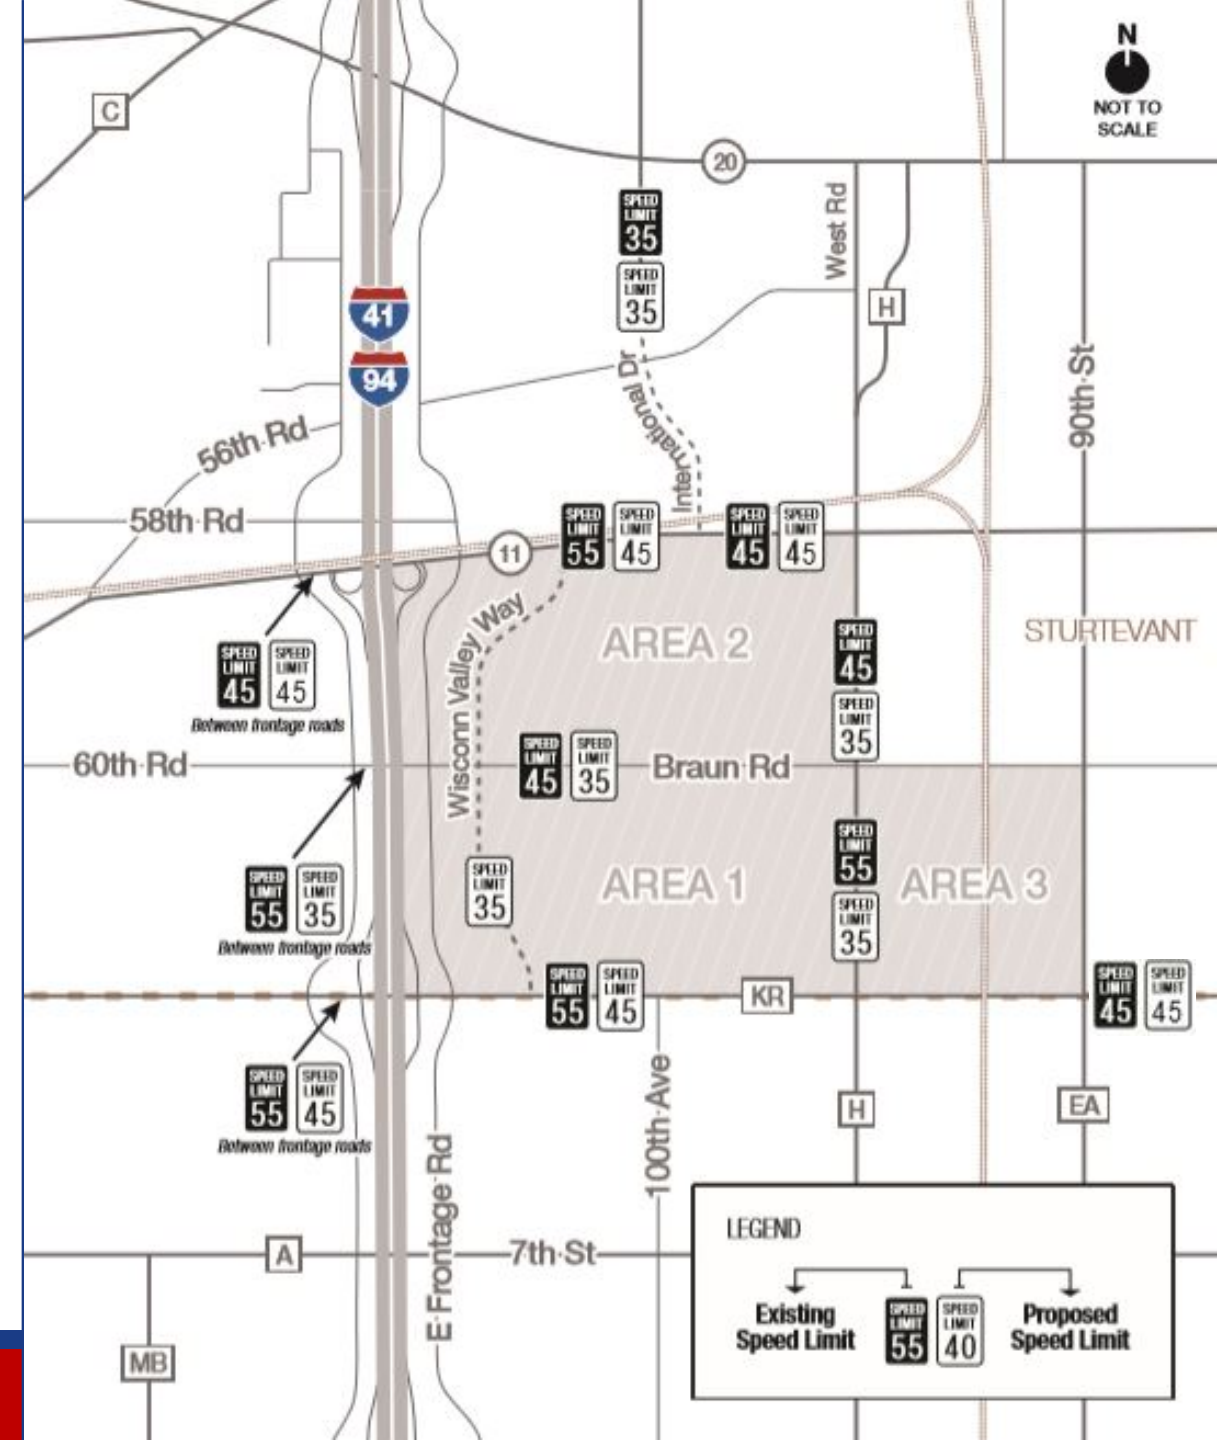 N
NOT TO
SCALE
C
20
SPEED
LIMIT
35
SPEED
LIMIT
35
West Rd
H
41
94
International Dr
90th St
56th Rd
58th Rd
11
SPEED
LIMIT
55
SPEED
LIMIT
45
SPEED
LIMIT
45
SPEED
LIMIT
45
Wisconn Valley Way
AREA 2
STURTEVANT
SPEED
LIMIT
45
SPEED
LIMIT
45
Between frontage roads
SPEED
LIMIT
45
SPEED
LIMIT
35
60th Rd
SPEED
LIMIT
45
SPEED
LIMIT
35
Braun Rd
SPEED
LIMIT
55
SPEED
LIMIT
35
Between frontage roads
SPEED
LIMIT
35
AREA 1
SPEED
LIMIT
55
SPEED
LIMIT
35
AREA 3
SPEED
LIMIT
55
SPEED
LIMIT
45
KR
SPEED
LIMIT
45
SPEED
LIMIT
45
SPEED
LIMIT
55
SPEED
LIMIT
45
Between frontage roads
100th Ave
H
EA
E Frontage Rd
A
7th St
MB
LEGEND
Existing
Speed Limit
SPEED
LIMIT
55
SPEED
LIMIT
40
Proposed
Speed Limit